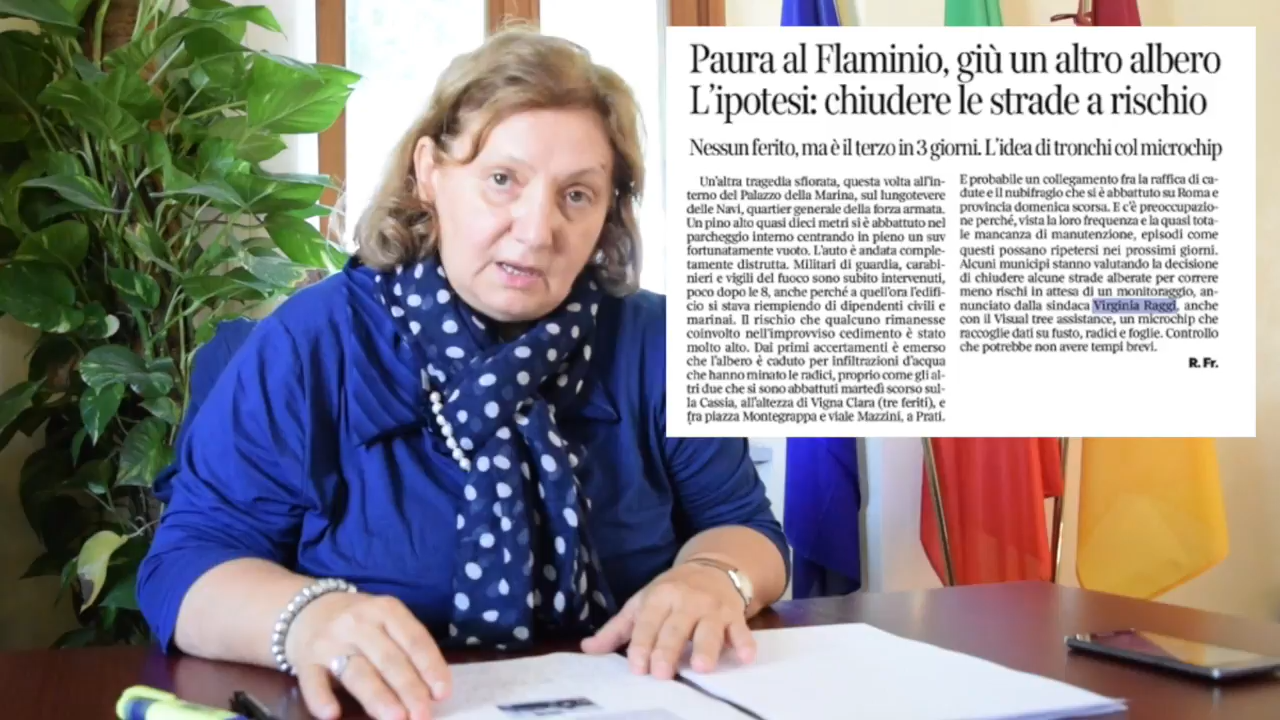 Paura al Flaminio, giù un altro albero
L'ipotesi: chiudere le strade a rischio
Nessun ferito, ma è il terzo in 3 giorni. L'idea di tronchi col microchip
Un'altra tragedia sfiorata, questa volta all'in-
terno del Palazzo della Marina, sul lungotevere
delle Navi, quartier generale della forza armata.
Un pino alto quasi dieci metri si è abbattuto nel
parcheggio interno centrando in pieno un suv
fortunatamente vuoto. L'auto è andata comple-
tamente distrutta. Militari di guardia, carabi-
nieri e vigili del fuoco sono subito intervenuti,
poco dopo le 8, anche perché a quell'ora l'edifi-
cio si stava riempiendo di dipendenti civili e
marinai. Il rischio che qualcuno rimanesse
coinvolto nell'improvviso cedimento è stato
molto alto. Dai primi accertamenti è emerso
che l'albero è caduto per infiltrazioni d'acqua
che hanno minato le radici, proprio come gli al-
tri due che si sono abbattuti martedì scorso sul-
la Cassia, all'altezza di Vigna Clara (tre feriti), e
fra piazza Montegrappa e viale Mazzini, a Prati.
E probabile un collegamento fra la raffica di ca-
dute e il nubifragio che si è abbattuto su Roma e
provincia domenica scorsa. E c'è preoccupazio-
ne perché, vista la loro frequenza e la quasi tota-
le mancanza di manutenzione, episodi come
questi possano ripetersi nei prossimi giorni.
Alcuni municipi stanno valutando la decisione
di chiudere alcune strade alberate per correre
meno rischi in attesa di un monitoraggio, an-
nunciato dalla sindaca Virginia Raggi, anche
con il Visual tree assistance, un microchip che
raccoglie dati su fusto, radici e foglie. Controllo
che potrebbe non avere tempi brevi.
R. Fr.